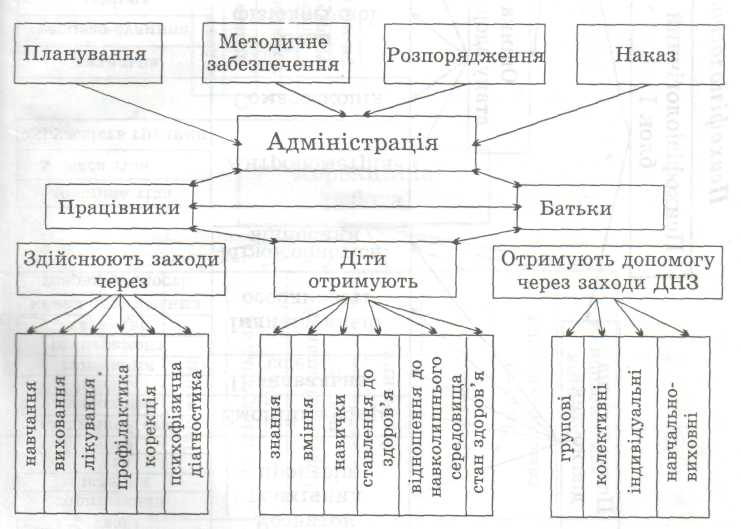 Планування
Методичне
забезпечення
Розпорядження
Наказ
Адміністрація
Працівники
Батьки
Здійснюють заходи
через
Діти
отримують
Отримують допомогу
через заходи ДНЗ
навчання
виховання
лікування
профілактика
корекція
психофізична
діагностика
знання
вміння
навички
ставлення до
здоров’я
відношення до
навколишнього
середовища
стан здоров’я
групові
колективні
індивідуальні
навчально-
виховні